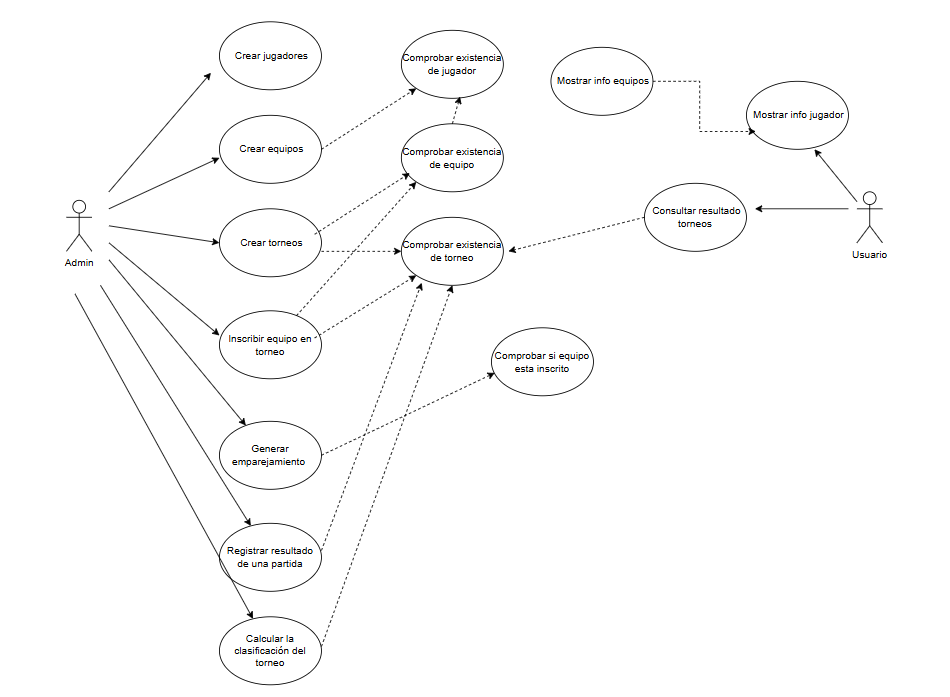 Crear jugadores
Comprobar existencia
de jugador
Mostrar info equipos
Mostrar info jugador
Crear equipos
Comprobar existencia
de equipo
Admin
Crear torneos
Comprobar existencia
de torneo
Consultar resultado
torneos
Usuario
Inscribir equipo en
torneo
Comprobar si equipo
esta inscrito
Generar
emparejamiento
Registrar resultado
de una partida
Calcular la
clasificación del
torneo